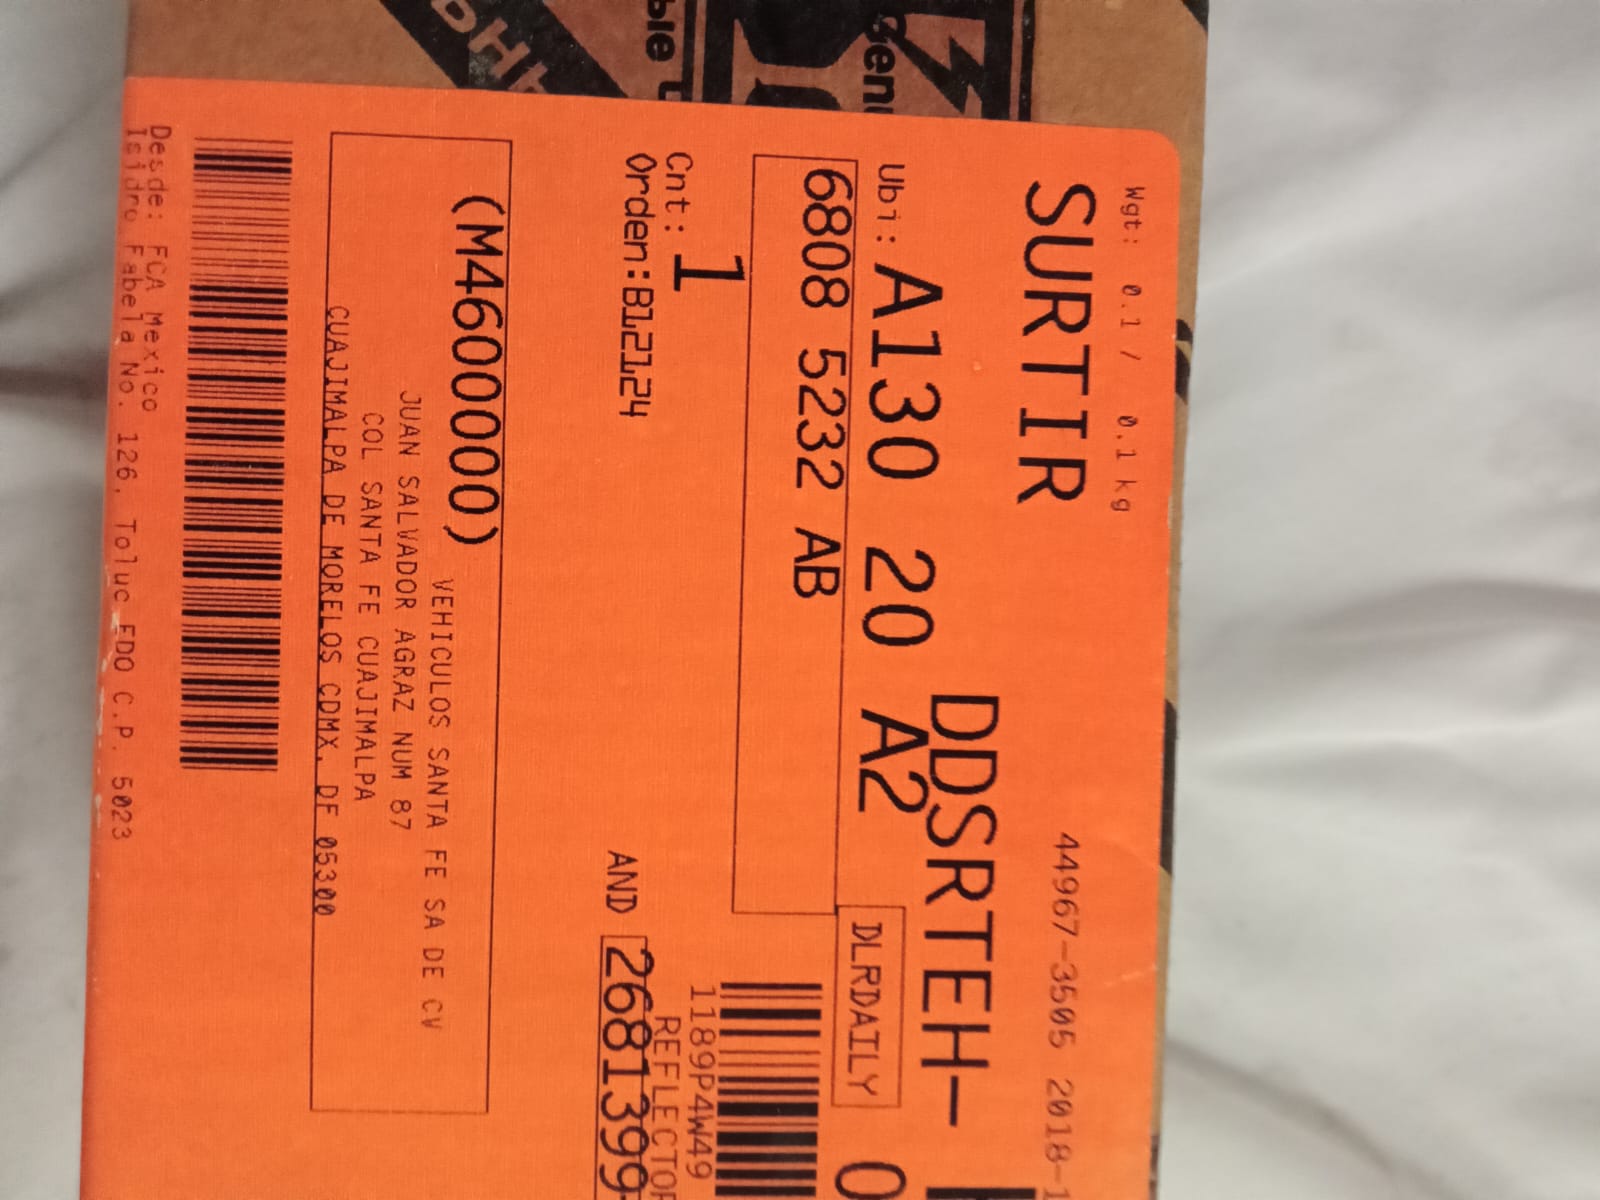 Wgt: 0.1 / 0.1 kg
SURTIR
44967-3505 2018-1
DDSRTEH-
Ubi: A130 20 A2
DLRDAILY
6808 5232 AB
1189P4W49
Cnt: 1
REFLECTOR
Orden:B121124
AND 2681399
(M4600000)
VEHICULOS SANTA FE SA DE CV
JUAN SALVADOR AGRAZ NUM 87
COL SANTA FE CUAJIMALPA
CUAJIMALPA DE MORELOS CDMX, DF 05300
Desde: FCA Mexico
Isidro Fabela No. 126, Toluc EDO C.P. 5023